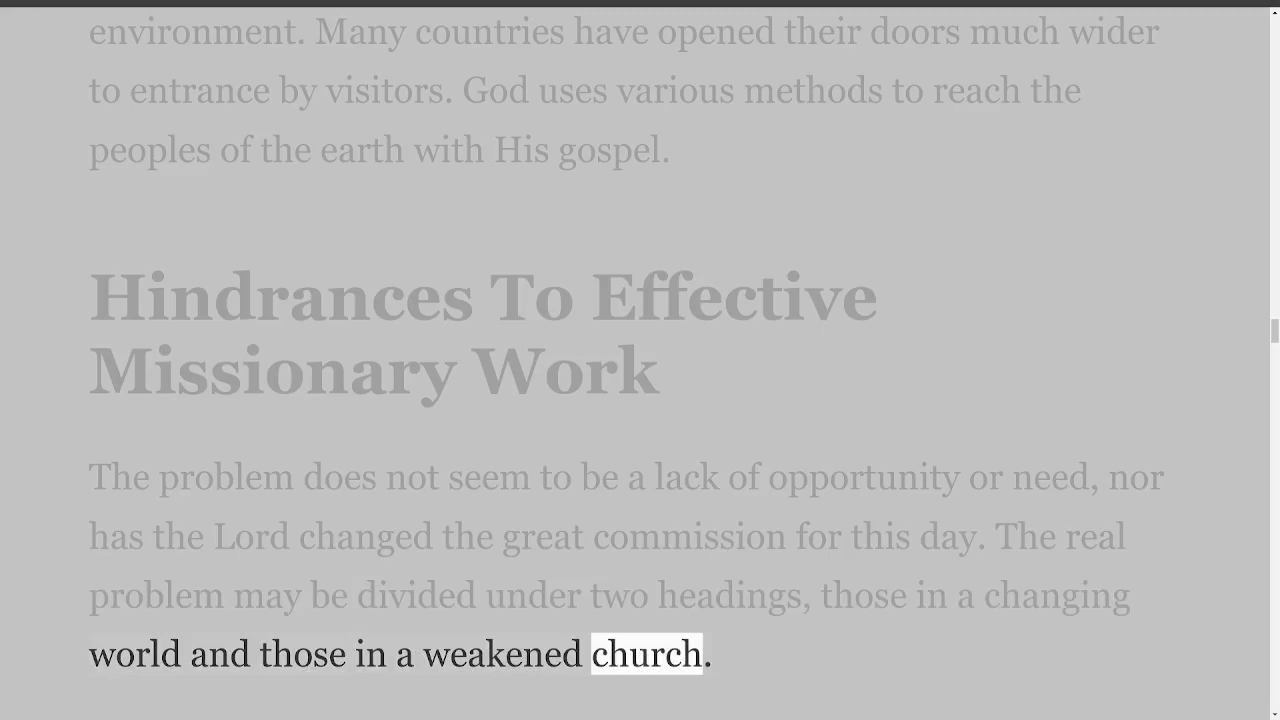 environment. Many countries have opened their doors much wider
to entrance by visitors. God uses various methods to reach the
peoples of the earth with His gospel.
Hindrances To Effective
Missionary Work
The problem does not seem to be a lack of opportunity or need, nor
has the Lord changed the great commission for this day. The real
problem may be divided under two headings, those in a changing
world and those in a weakened church.